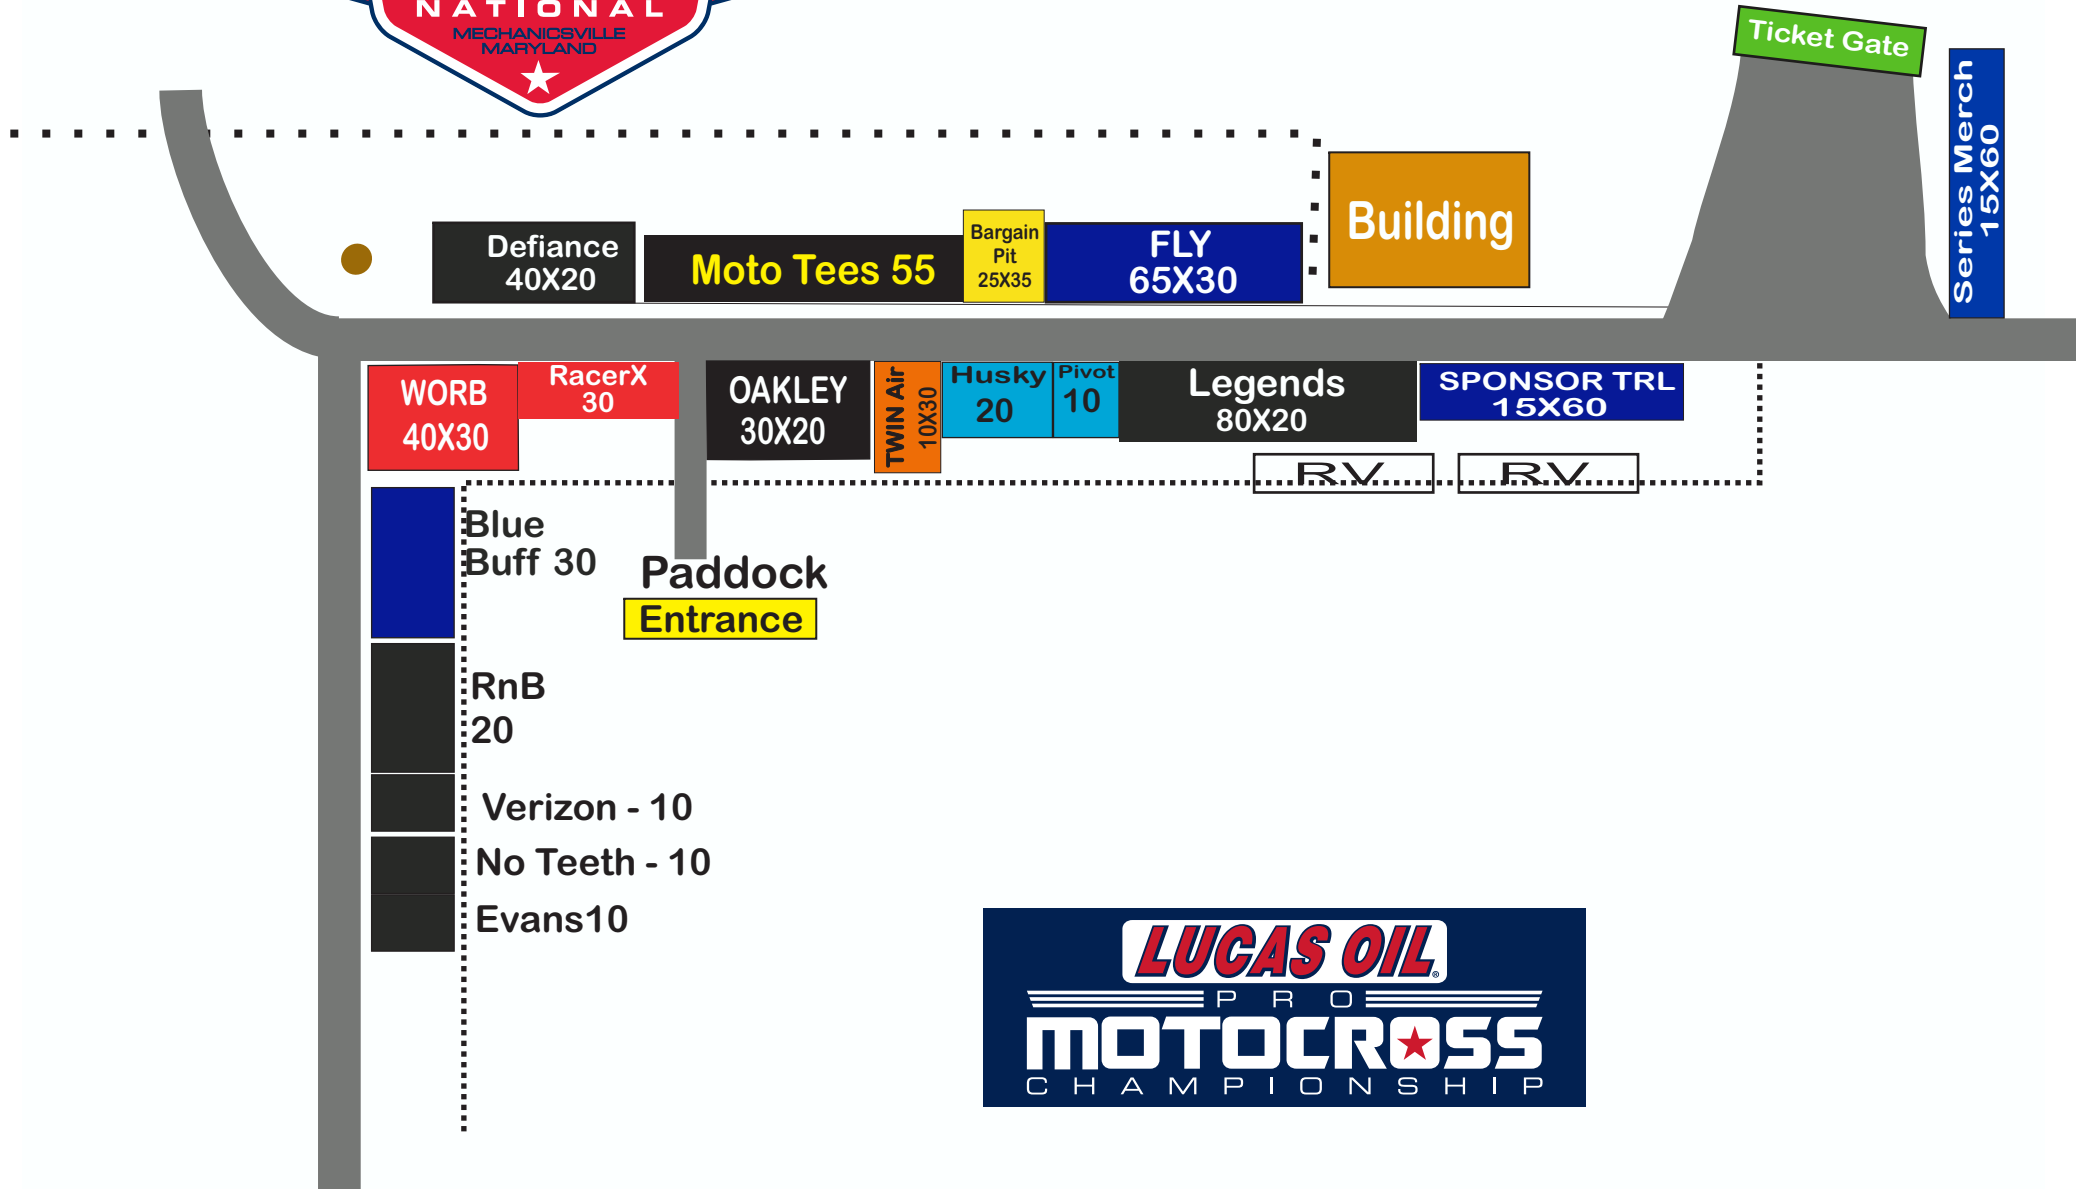 NATIONAL
MECHANICSVILLE
MARYLAND
Ticket Gate
Series Merch
15X60
Building
Defiance
40X20
Moto Tees 55
Bargain
Pit
25X35
FLY
65X30
WORB
40X30
RacerX
30
OAKLEY
30X20
TWIN Air
10X30
Husky
20
Pivot
10
Legends
80X20
SPONSOR TRL
15X60
RV
RV
Blue
Buff 30
Paddock
Entrance
RnB
20
Verizon - 10
No Teeth - 10
Evans10
LUCAS OIL®
PRO
MOTOCROSS
CHAMPIONSHIP